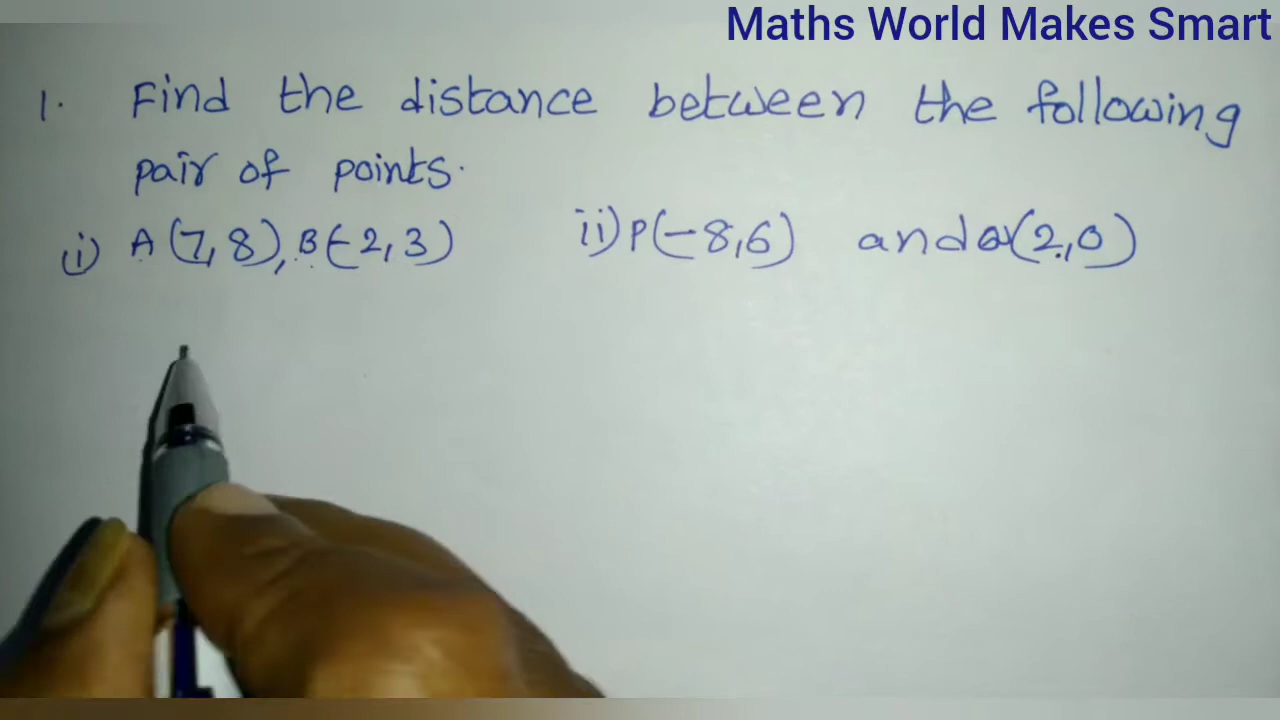 Maths World Makes Smart
1. Find the distance between the following
pair of points.
(i) A(7,8), B(-2,3) ii) P(-8,6) and Q(2,0)